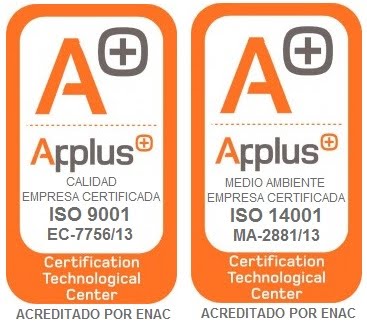 A+
Applus+
CALIDAD
EMPRESA CERTIFICADA
ISO 9001
EC-7756/13
Certification
Technological
Center
ACREDITADO POR ENAC
A+
Applus+
MEDIO AMBIENTE
EMPRESA CERTIFICADA
ISO 14001
MA-2881/13
Certification
Technological
Center
ACREDITADO POR ENAC